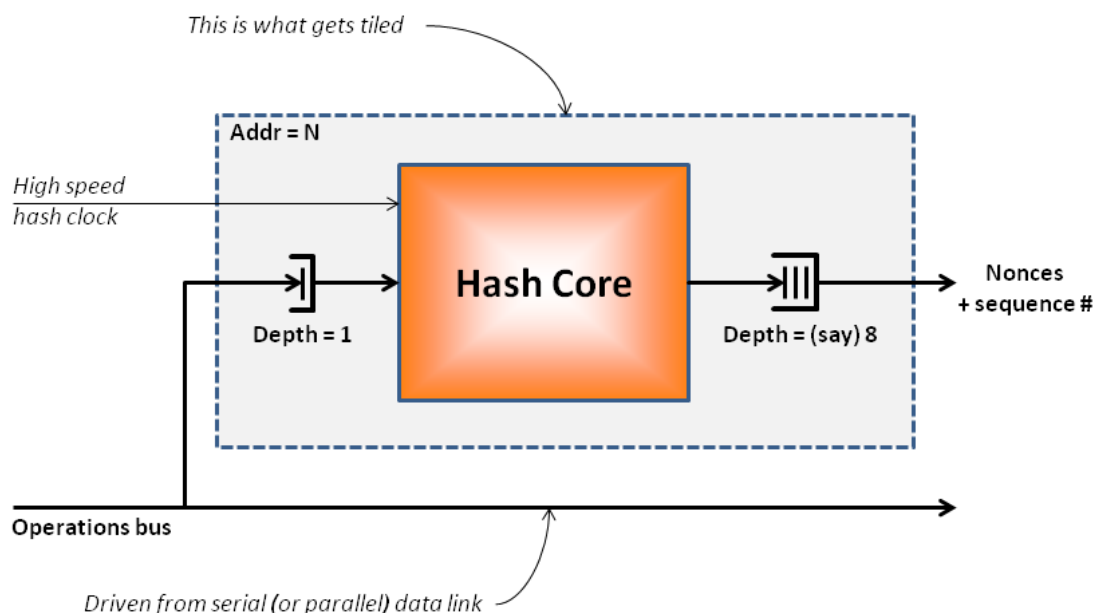 This is what gets tiled
Addr = N
High speed
hash clock
Hash Core
Nonces
+ sequence #
Depth = 1
Depth = (say) 8
Operations bus
Driven from serial (or parallel) data link